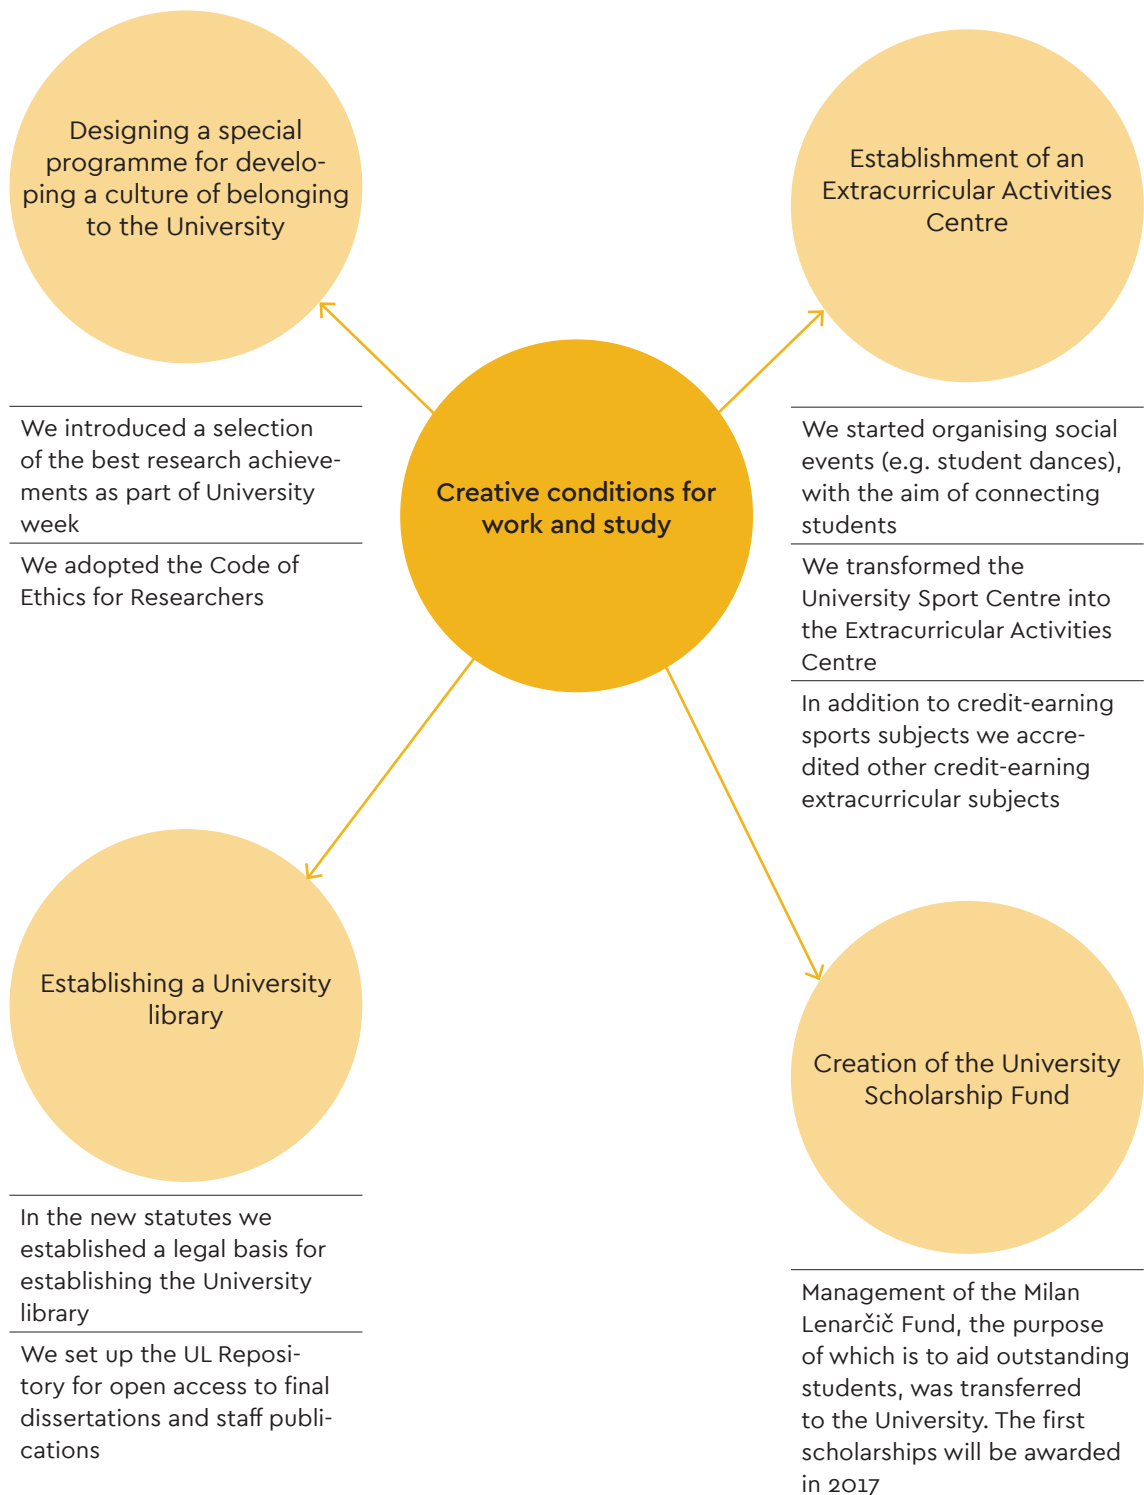 Designing a special
programme for develo-
ping a culture of belonging
to the University
We introduced a selection
of the best research achieve-
ments as part of University
week
We adopted the Code of
Ethics for Researchers
Establishment of an
Extracurricular Activities
Centre
We started organising social
events (e.g. student dances),
with the aim of connecting
students
We transformed the
University Sport Centre into
the Extracurricular Activities
Centre
In addition to credit-earning
sports subjects we accre-
dited other credit-earning
extracurricular subjects
Creative conditions for
work and study
Establishing a University
library
In the new statutes we
established a legal basis for
establishing the University
library
We set up the UL Reposi-
tory for open access to final
dissertations and staff publi-
cations
Creation of the University
Scholarship Fund
Management of the Milan
Lenarčič Fund, the purpose
of which is to aid outstanding
students, was transferred
to the University. The first
scholarships will be awarded
in 2017